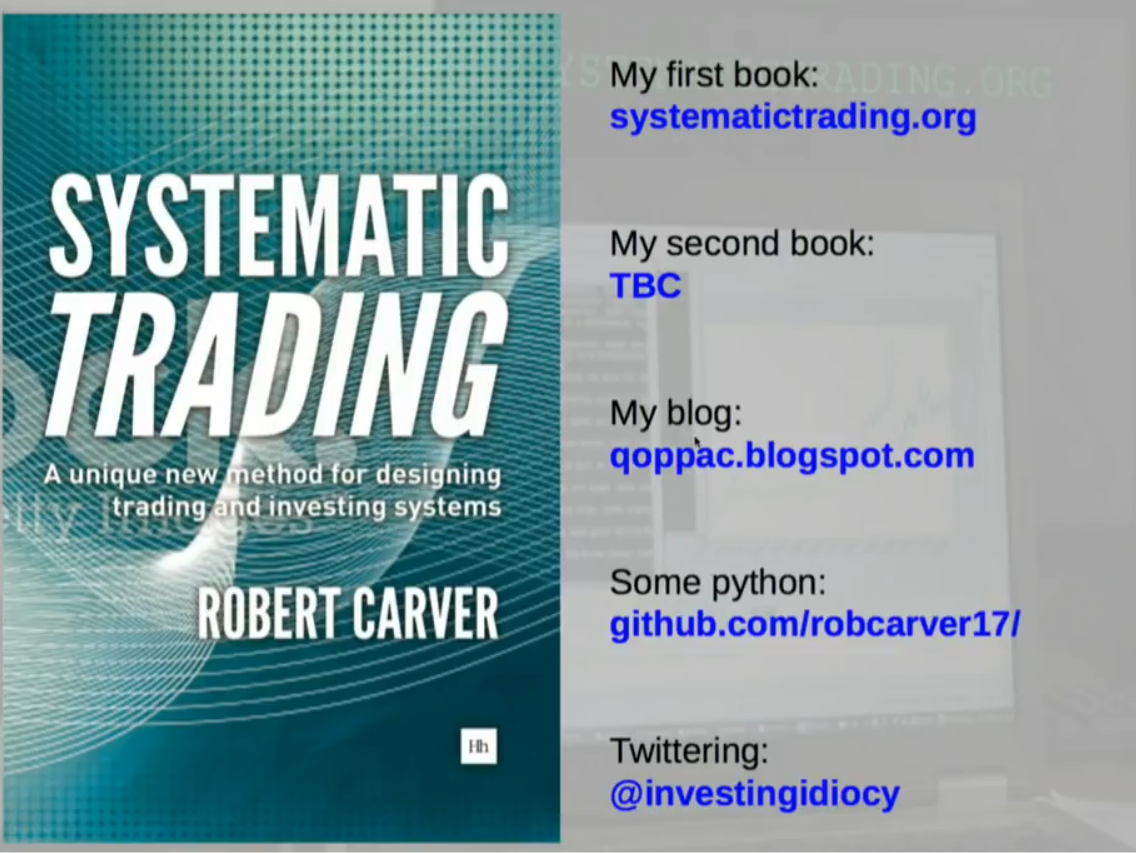 SYSTEMATIC
TRADING
A unique new method for designing
trading and investing systems
ROBERT CARVER
Hh
My first book:
systematictrading.org
My second book:
TBC
My blog:
qoppac.blogspot.com
Some python:
github.com/robcarver17/
Twittering:
@investingidiocy